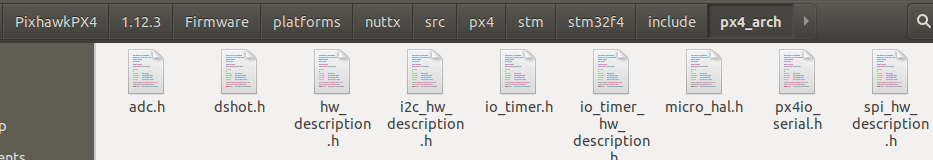 PixhawkPX4 1.12.3 Firmware platforms nuttx src px4 stm stm32f4 include px4_arch
adc.h dshot.h hw_ i2c_hw_ io_timer.h io_timer_ micro_hal.h px4io_ spi_hw_
description description hw_ serial.h description
.h .h description .h
p
ents